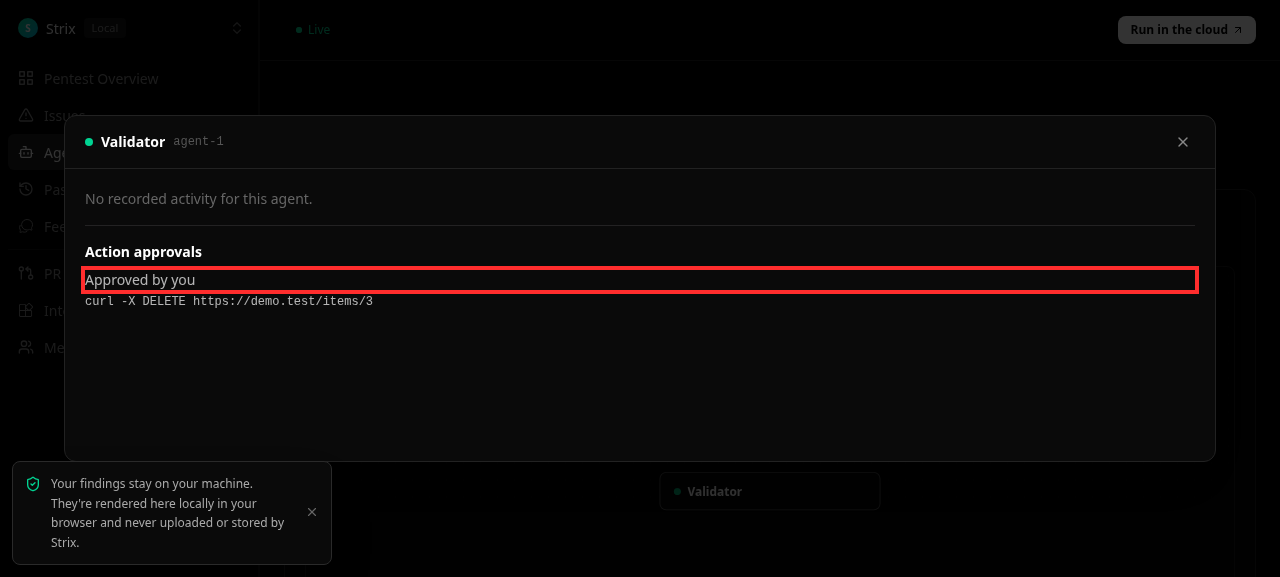 S Strix Local
Live
Run in the cloud
Pentest Overview
Validator agent-1
No recorded activity for this agent.
Action approvals
Approved by you
curl -X DELETE https://demo.test/items/3
PR
Your findings stay on your machine.
They're rendered here locally in your
browser and never uploaded or stored by
Strix.
Validator